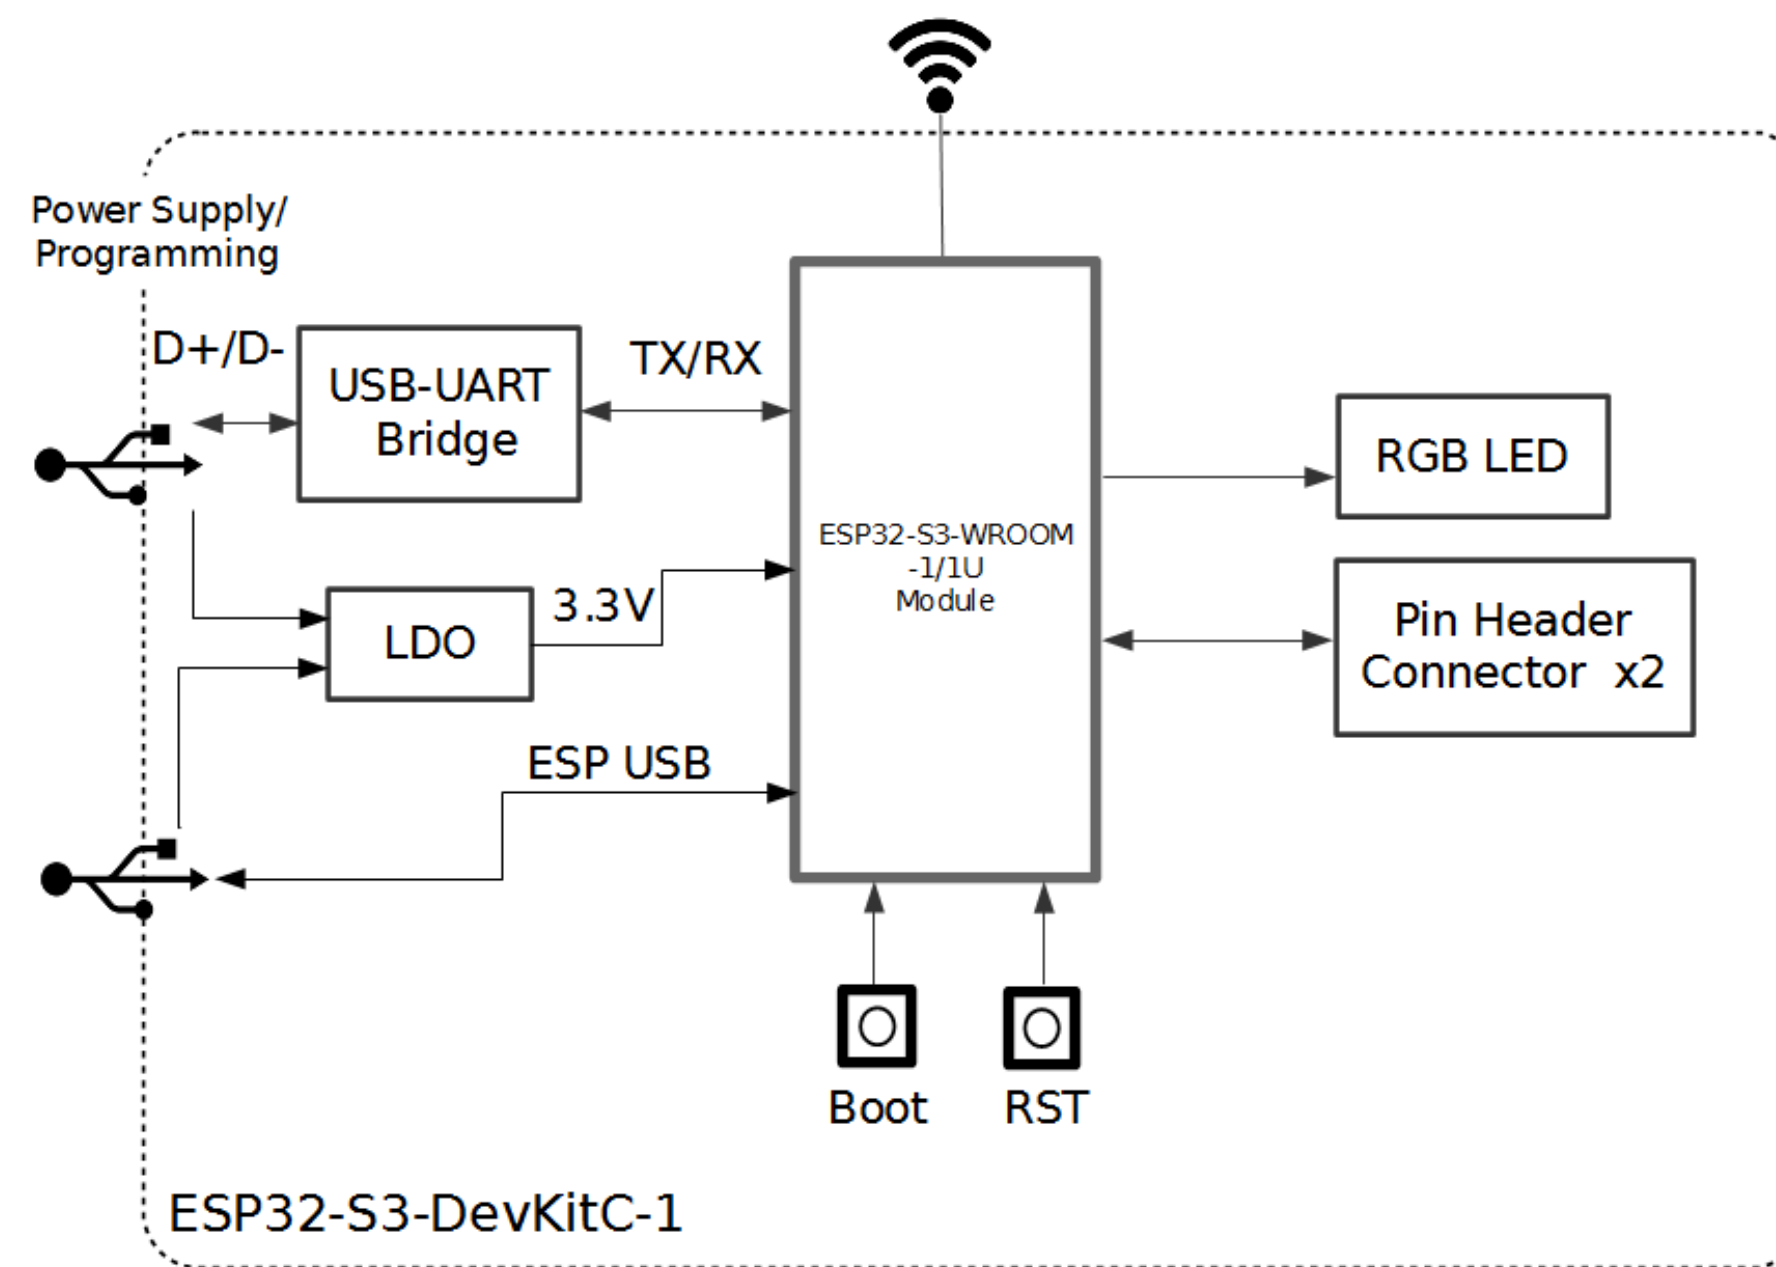 Power Supply/
Programming
D+/D-
USB-UART
Bridge
TX/RX
LDO
3.3V
ESP USB
ESP32-S3-WROOM
-1/1U
Module
RGB LED
Pin Header
Connector  x2
Boot
RST
ESP32-S3-DevKitC-1